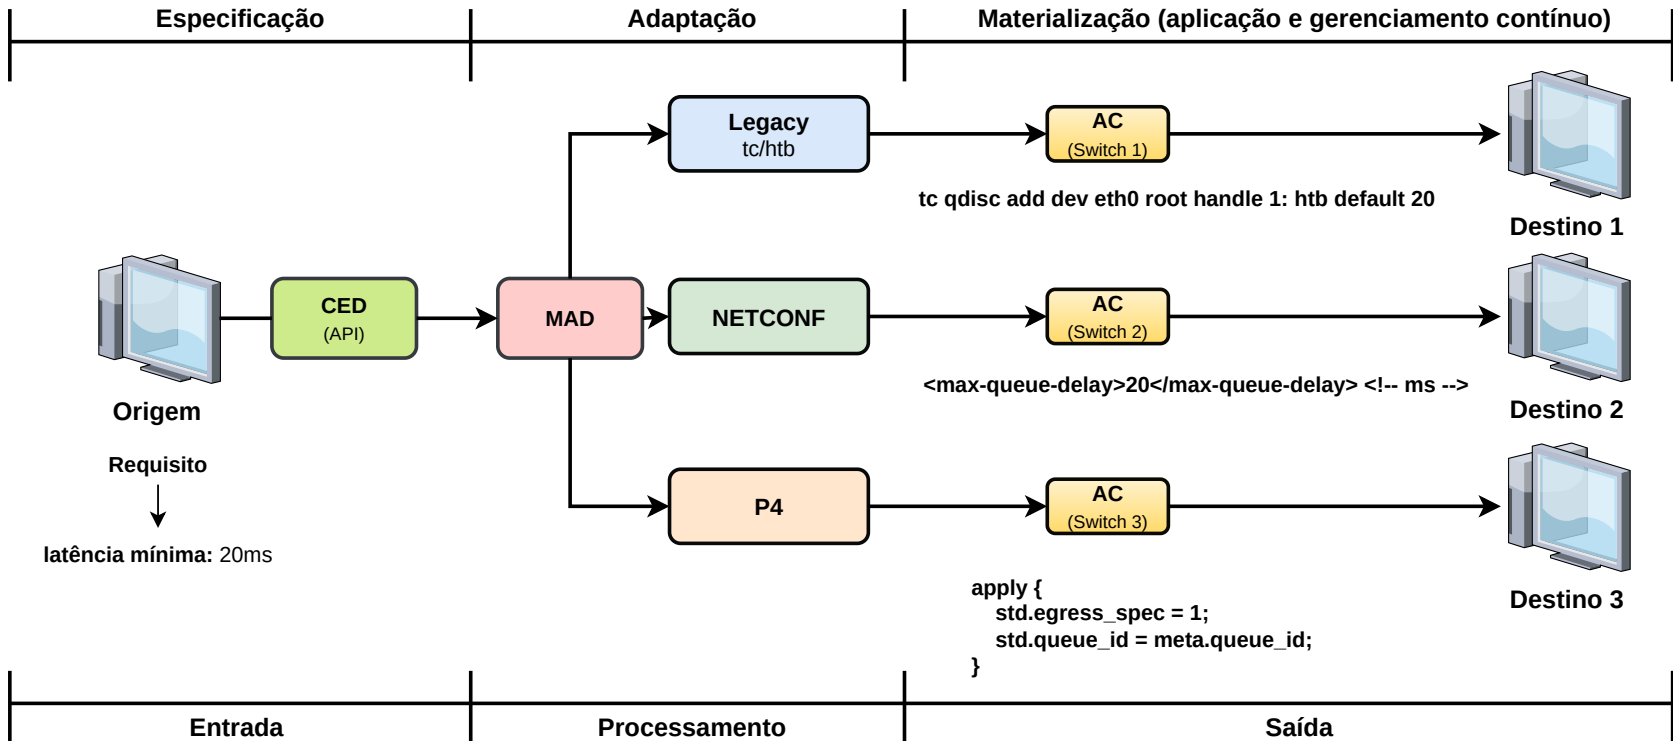 Especificação
Adaptação
Materialização (aplicação e gerenciamento contínuo)
Legacy
tc/htb
AC
(Switch 1)
tc qdisc add dev eth0 root handle 1: htb default 20
Destino 1
CED
(API)
MAD
NETCONF
AC
(Switch 2)
<max-queue-delay>20</max-queue-delay> <!-- ms -->
Destino 2
Origem
Requisito
latência mínima: 20ms
P4
AC
(Switch 3)
apply {
std.egress_spec = 1;
std.queue_id = meta.queue_id;
}
Destino 3
Entrada
Processamento
Saída